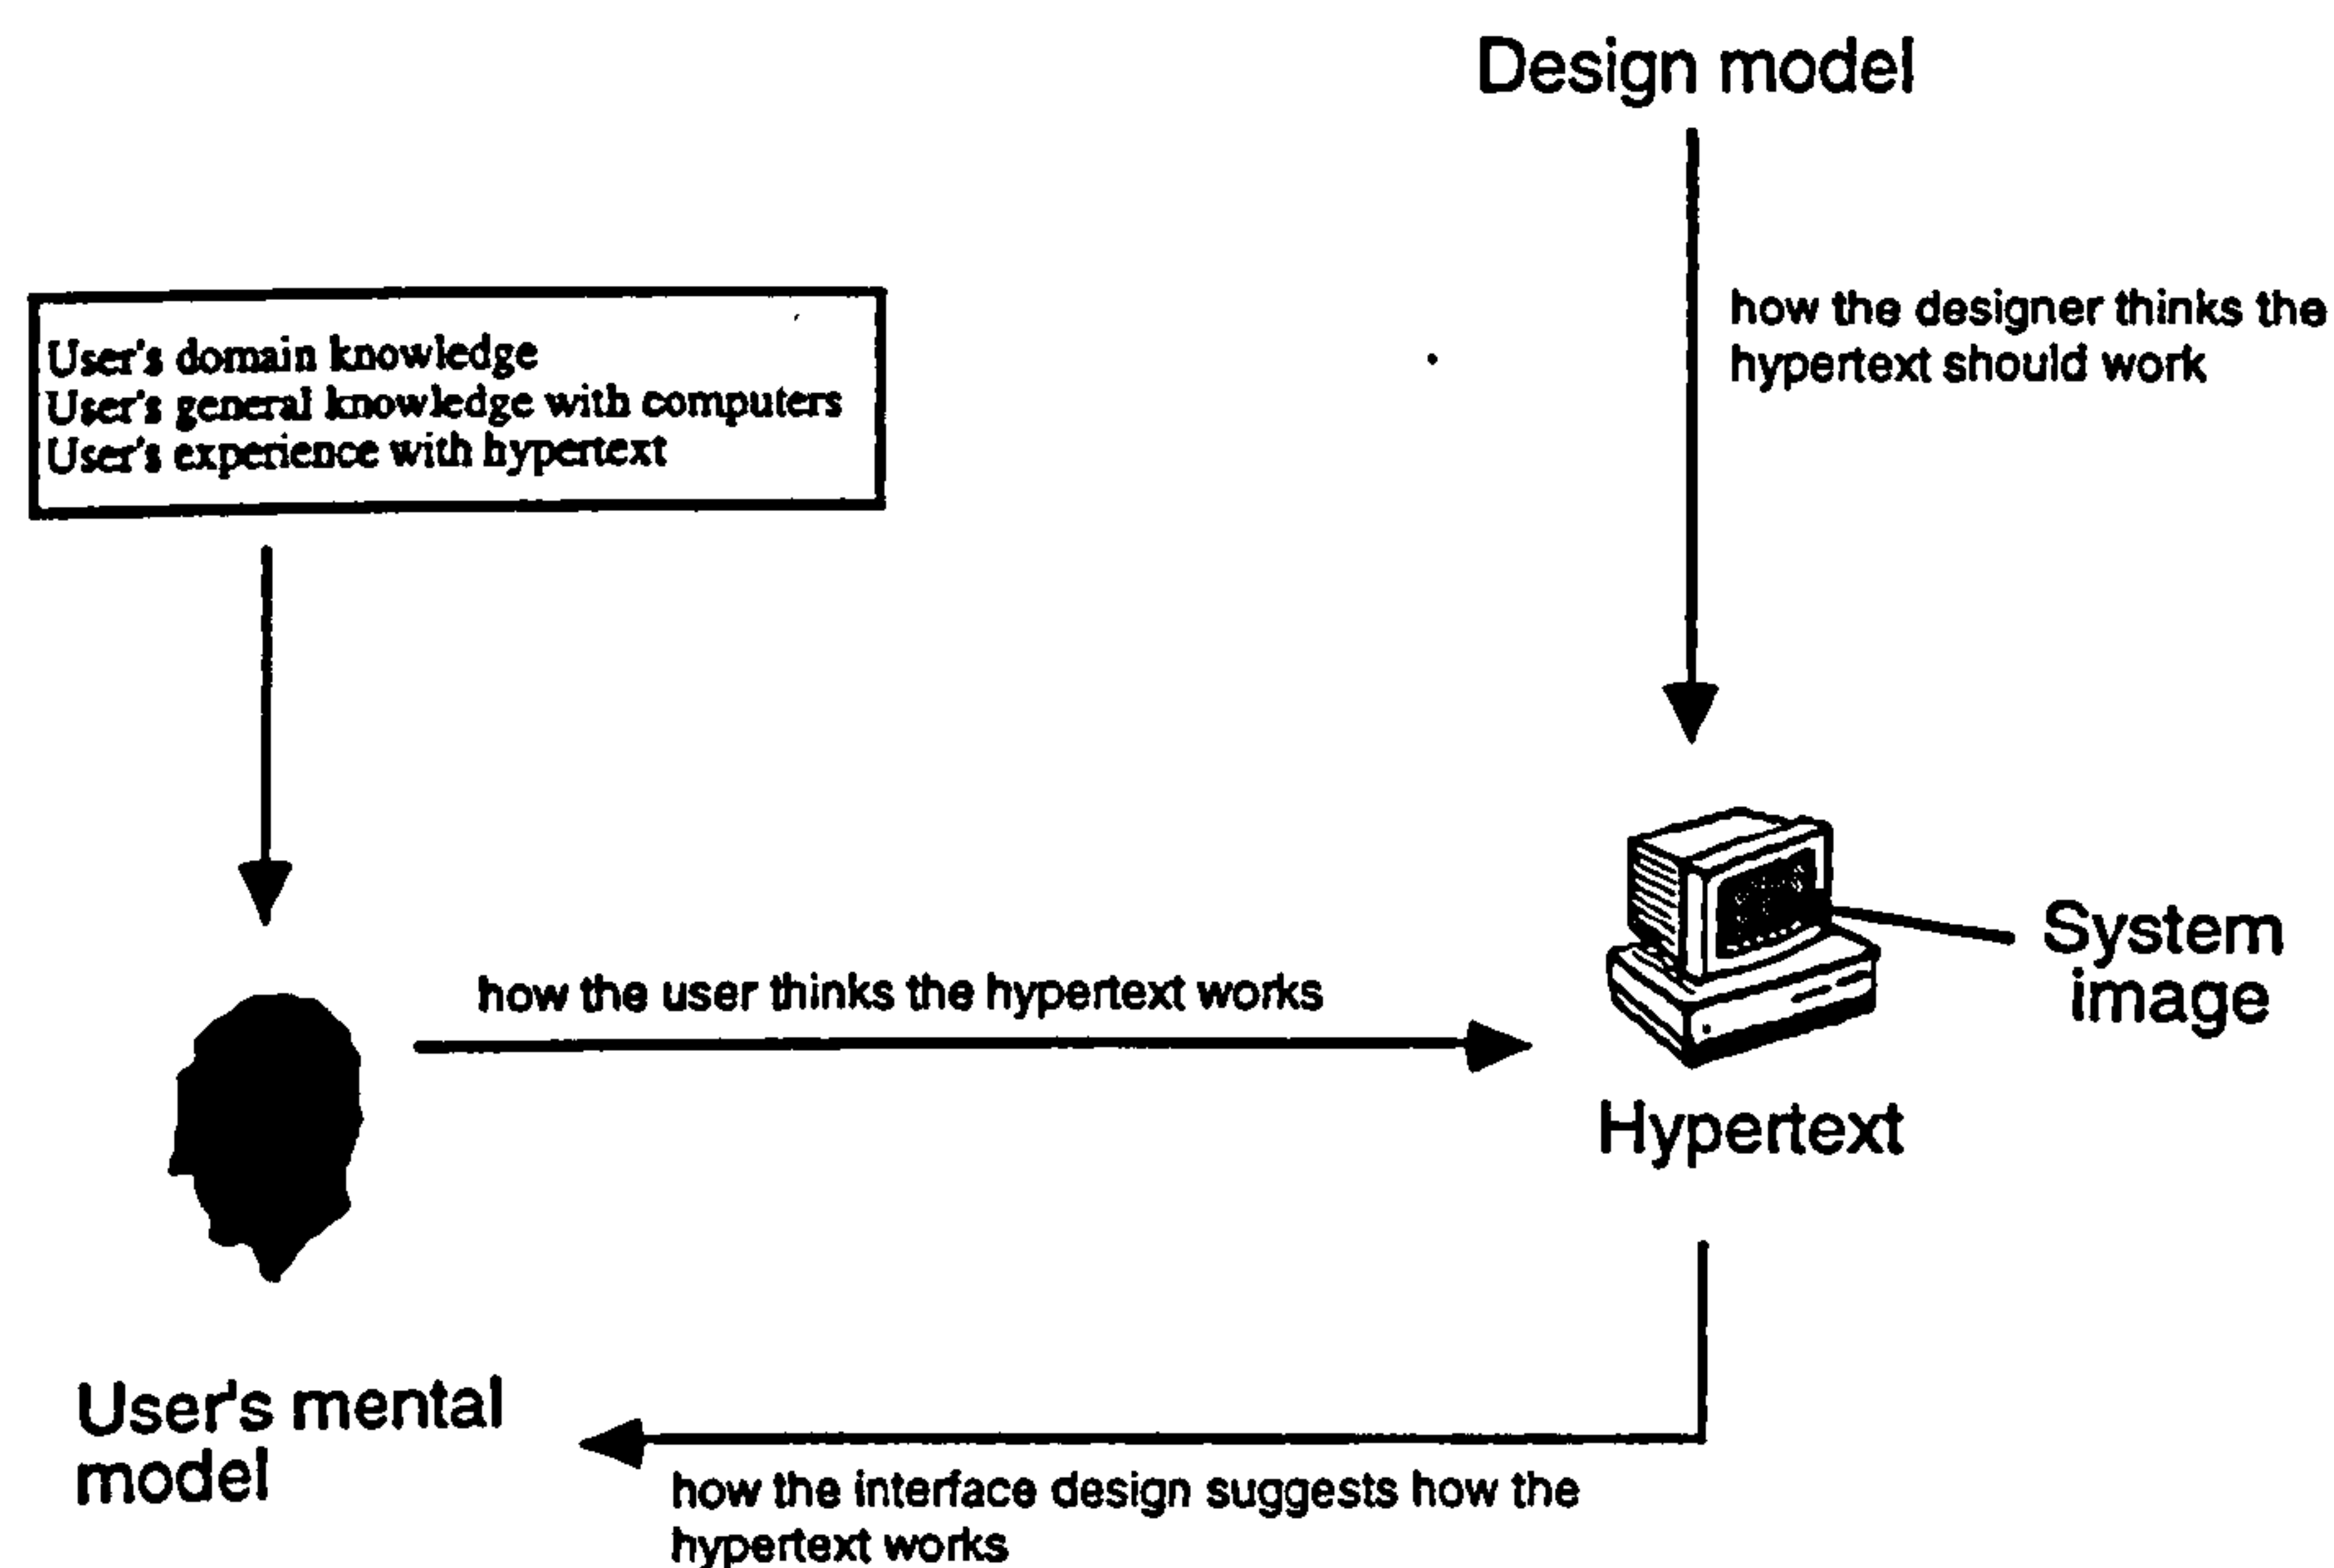 Design model
how the designer thinks the
hypertext should work
User's domain knowledge
User's general knowledge with computers
User's experience with hypertext
how the user thinks the hypertext works
System
image
Hypertext
User's mental
model
how the interface design suggests how the
hypertext works